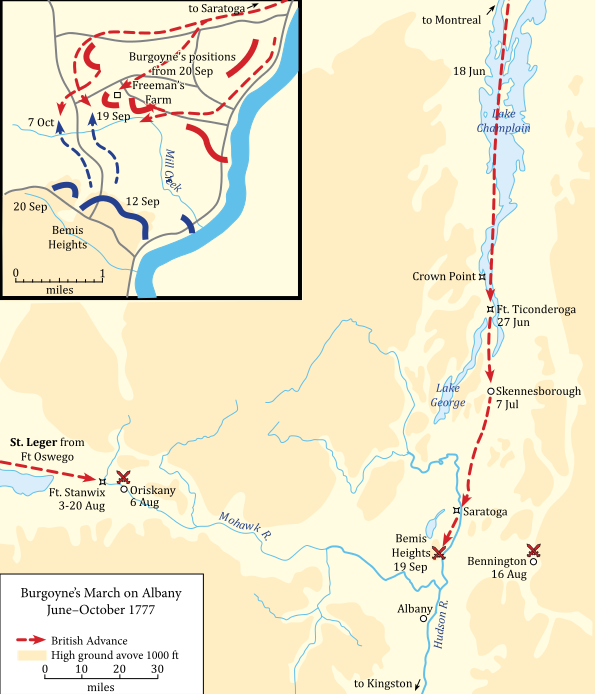 to Saratoga
Burgoyne's positions
from 20 Sep
Freeman's
Farm
19 Sep
7 Oct
Mill Creek
12 Sep
20 Sep
Bemis
Heights
0 1
miles
to Montreal
18 Jun
Lake
Champlain
Crown Point
Ft. Ticonderoga
27 Jun
Lake
George
Skennesborough
7 Jul
St. Leger from
Ft Oswego
Ft. Stanwix
3-20 Aug
Oriskany
6 Aug
Mohawk R.
Saratoga
Bemis
Heights
19 Sep
Bennington
16 Aug
Albany
Hudson R.
to Kingston
Burgoyne's March on Albany
June–October 1777
British Advance
High ground above 1000 ft
0 10 20 30
miles